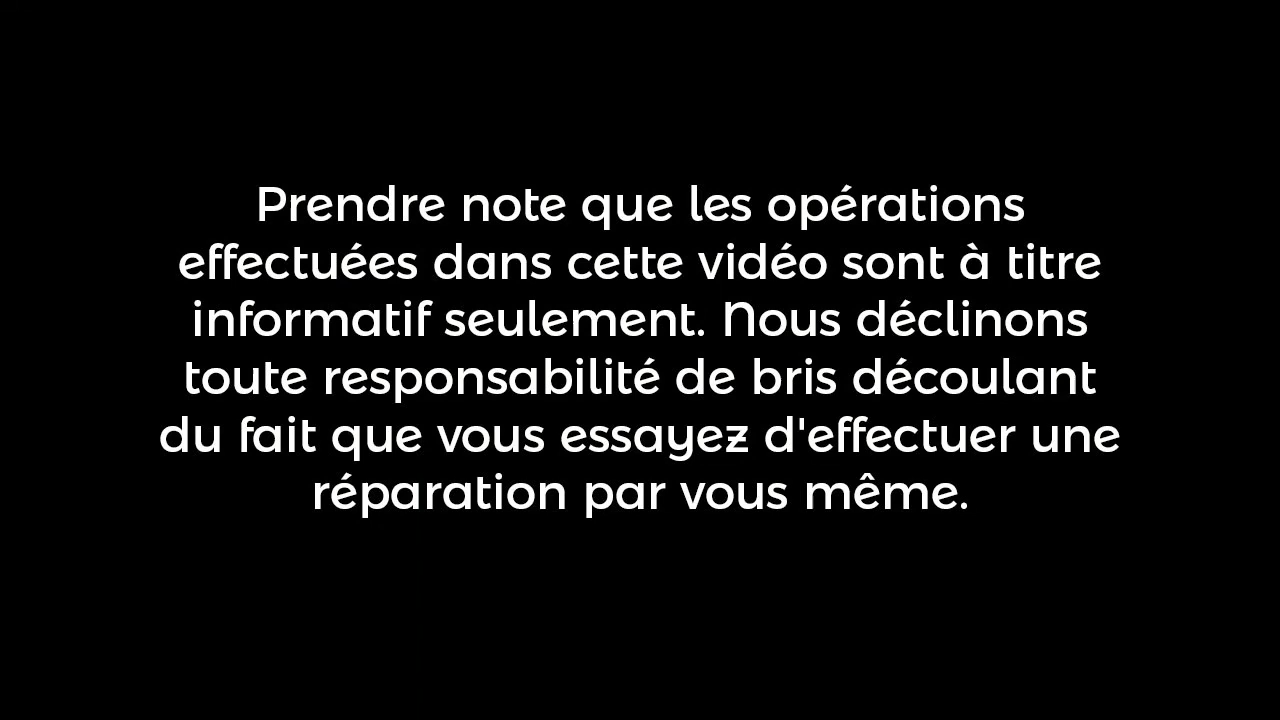 Prendre note que les opérations
effectuées dans cette vidéo sont à titre
informatif seulement. Nous déclinons
toute responsabilité de bris découlant
du fait que vous essayez d'effectuer une
réparation par vous même.